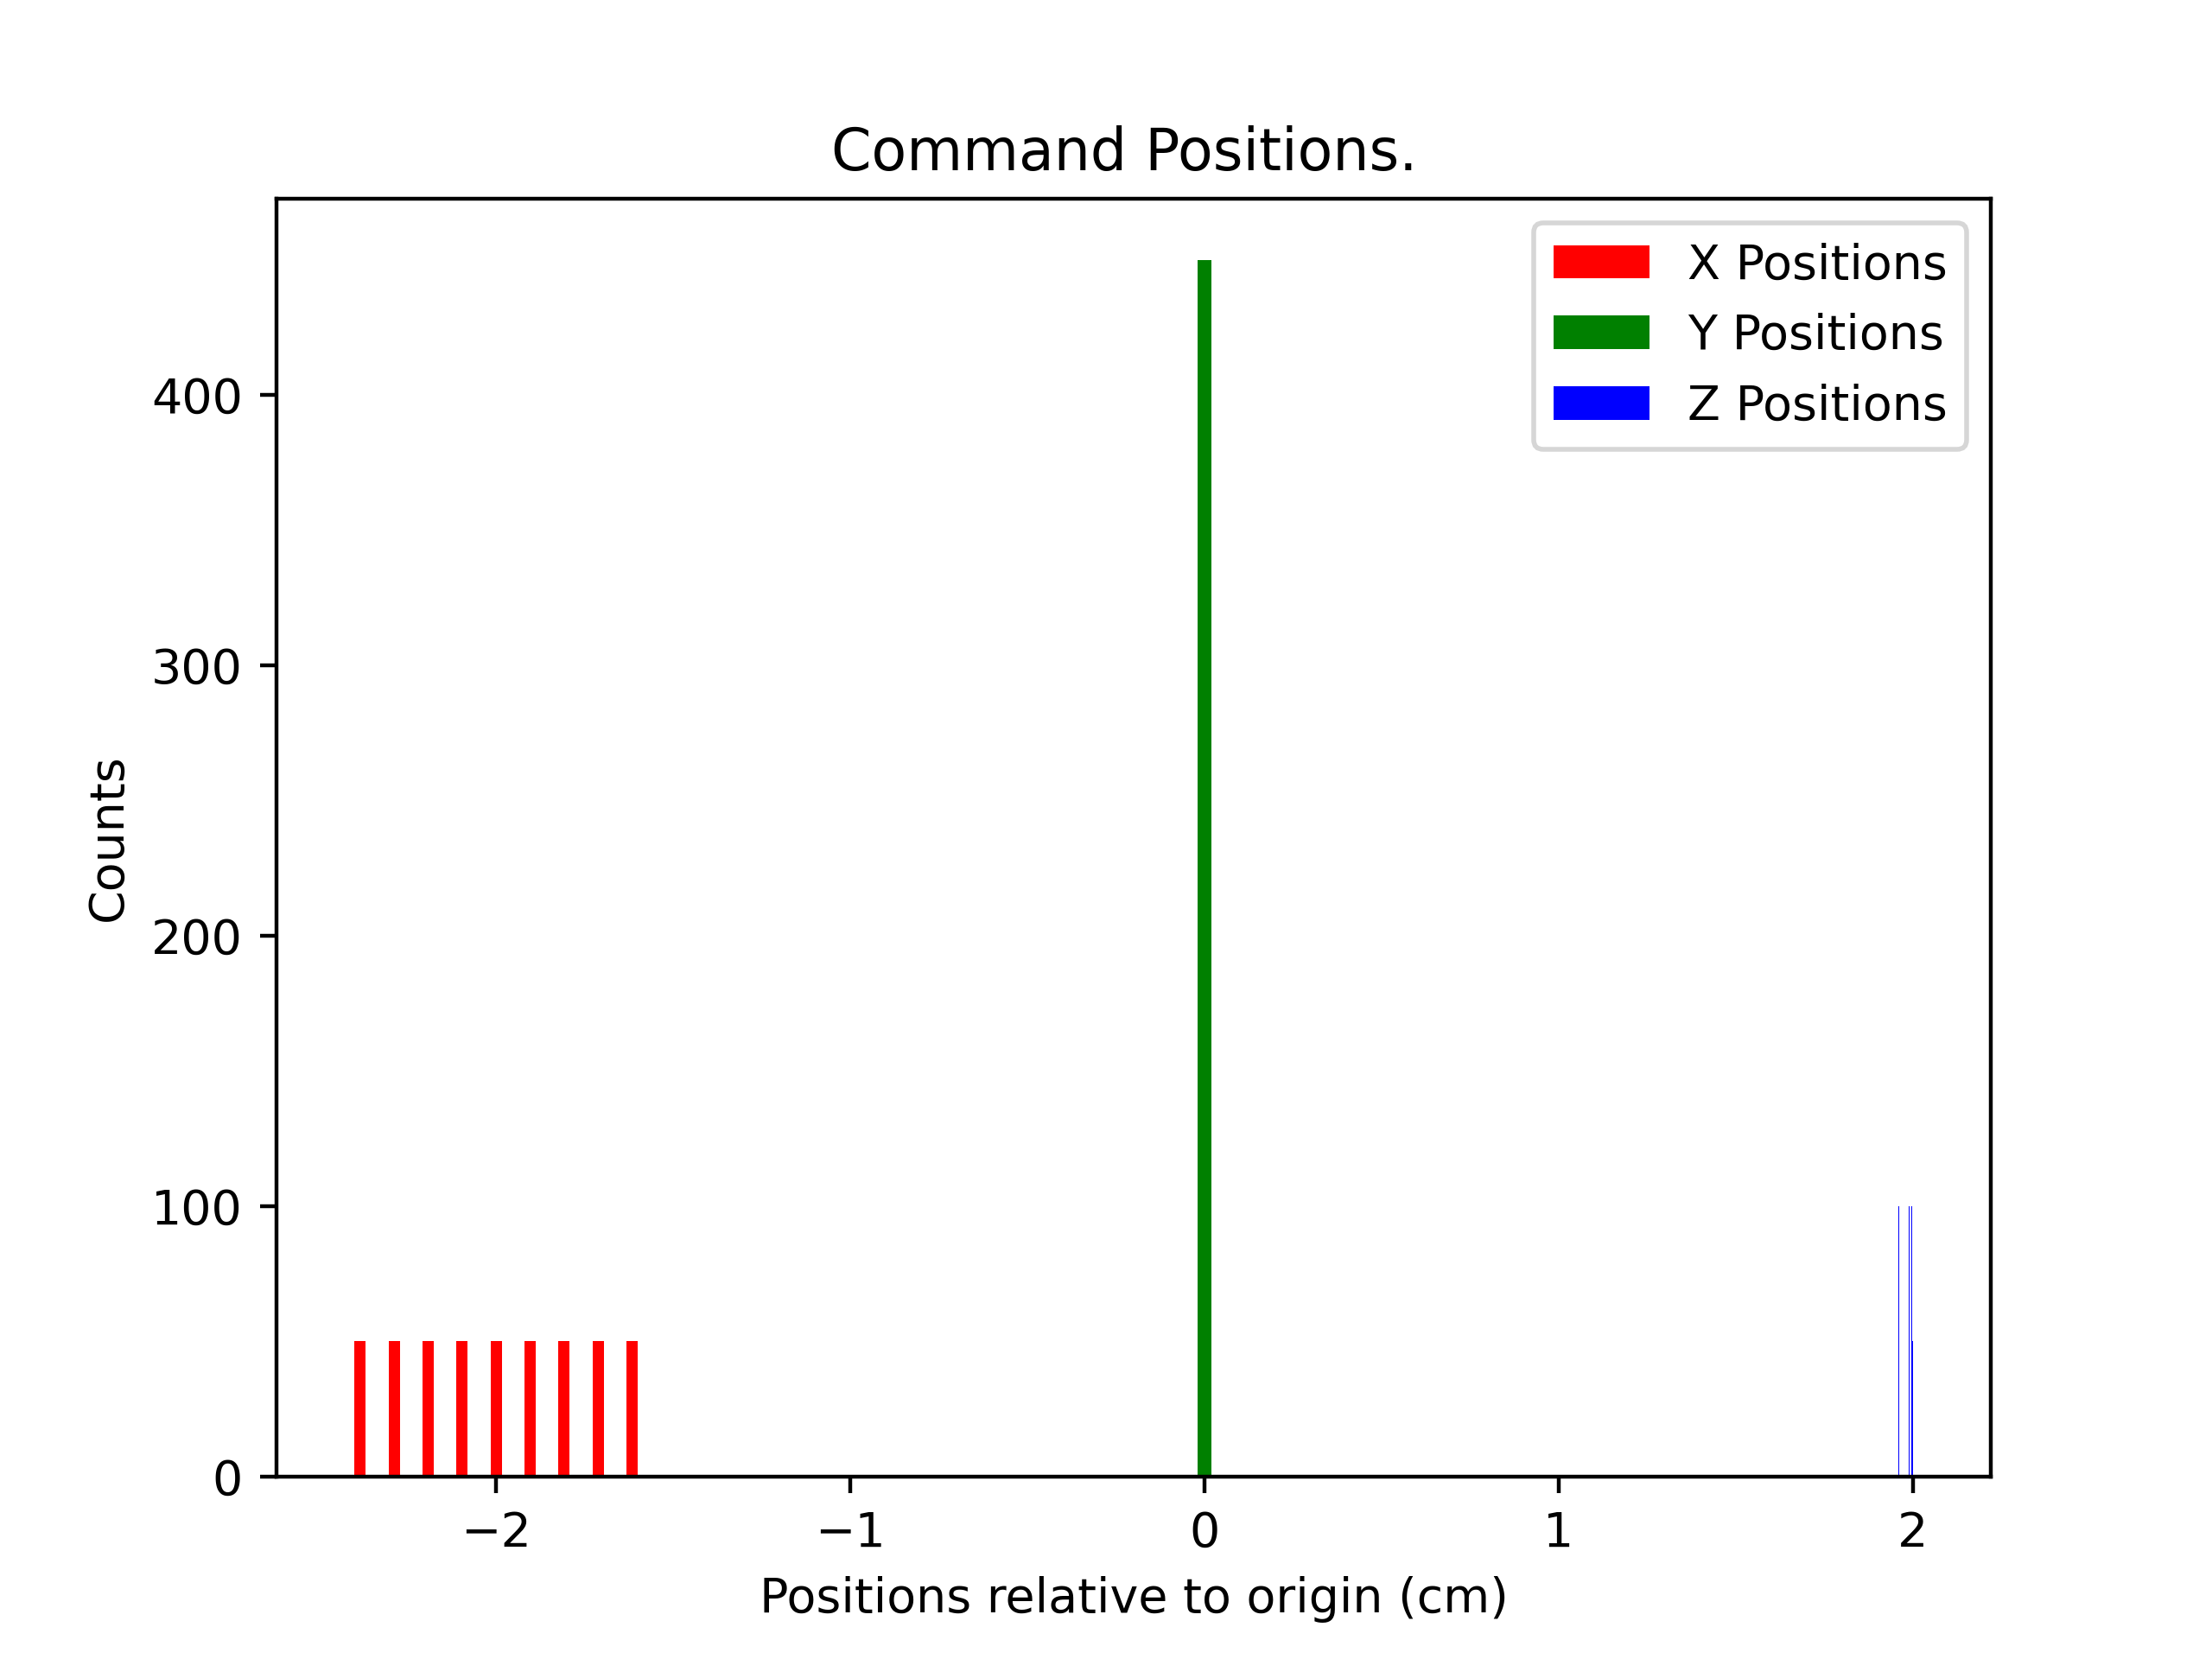 Command Positions.
X Positions
Y Positions
Z Positions
400
300
200
100
0
Counts
−2
−1
0
1
2
Positions relative to origin (cm)